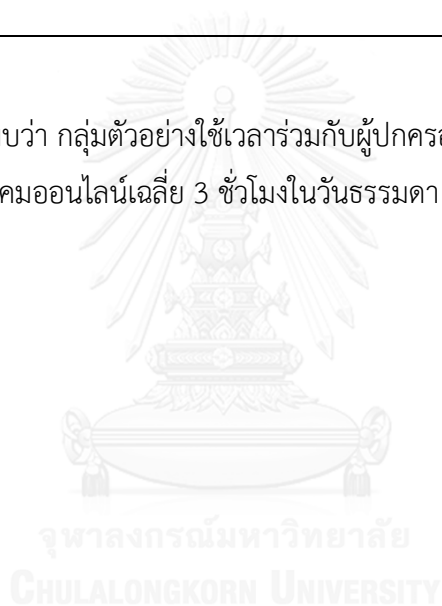 บว่า กลุ่มตัวอย่างใช้เวลาร่วมกับผู้ปกคร
คมออนไลน์เฉลี่ย 3 ชั่วโมงในวันธรรมดา
จุฬาลงกรณ์มหาวิทยาลัย
CHULALONGKORN UNIVERSITY